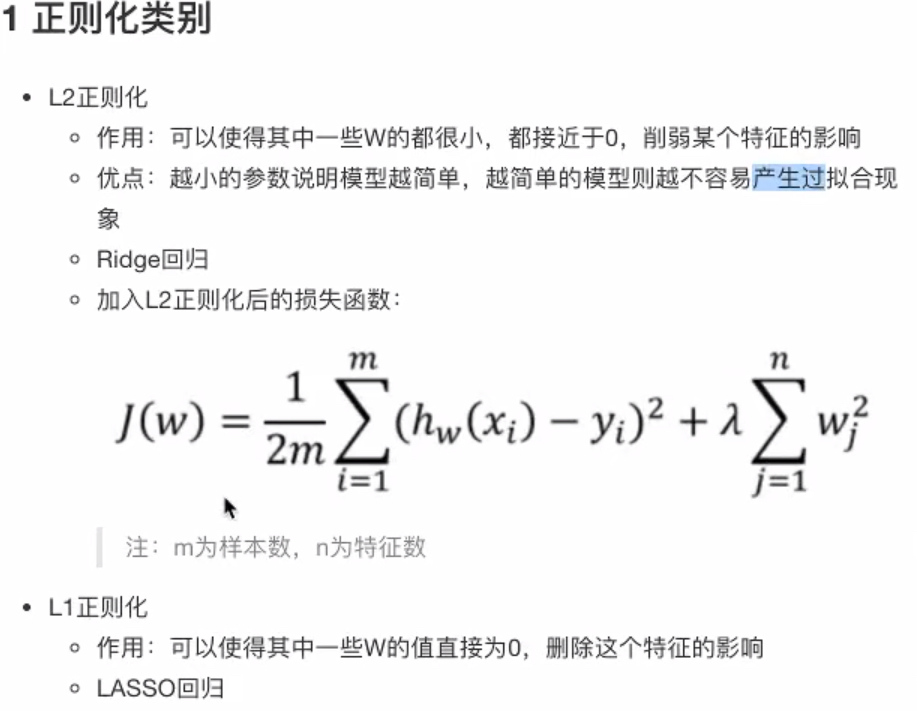 1 正则化类别
• L2正则化
◦ 作用：可以使得其中一些W的都很小，都接近于0，削弱某个特征的影响
◦ 优点：越小的参数说明模型越简单，越简单的模型则越不容易产生过拟合现
象
◦ Ridge回归
◦ 加入L2正则化后的损失函数：
J(w) = \frac{1}{2m} \sum_{i=1}^{m} (h_w(x_i) − y_i)^2 + λ \sum_{j=1}^{n} w_j^2
注：m为样本数，n为特征数
• L1正则化
◦ 作用：可以使得其中一些W的值直接为0，删除这个特征的影响
◦ LASSO回归